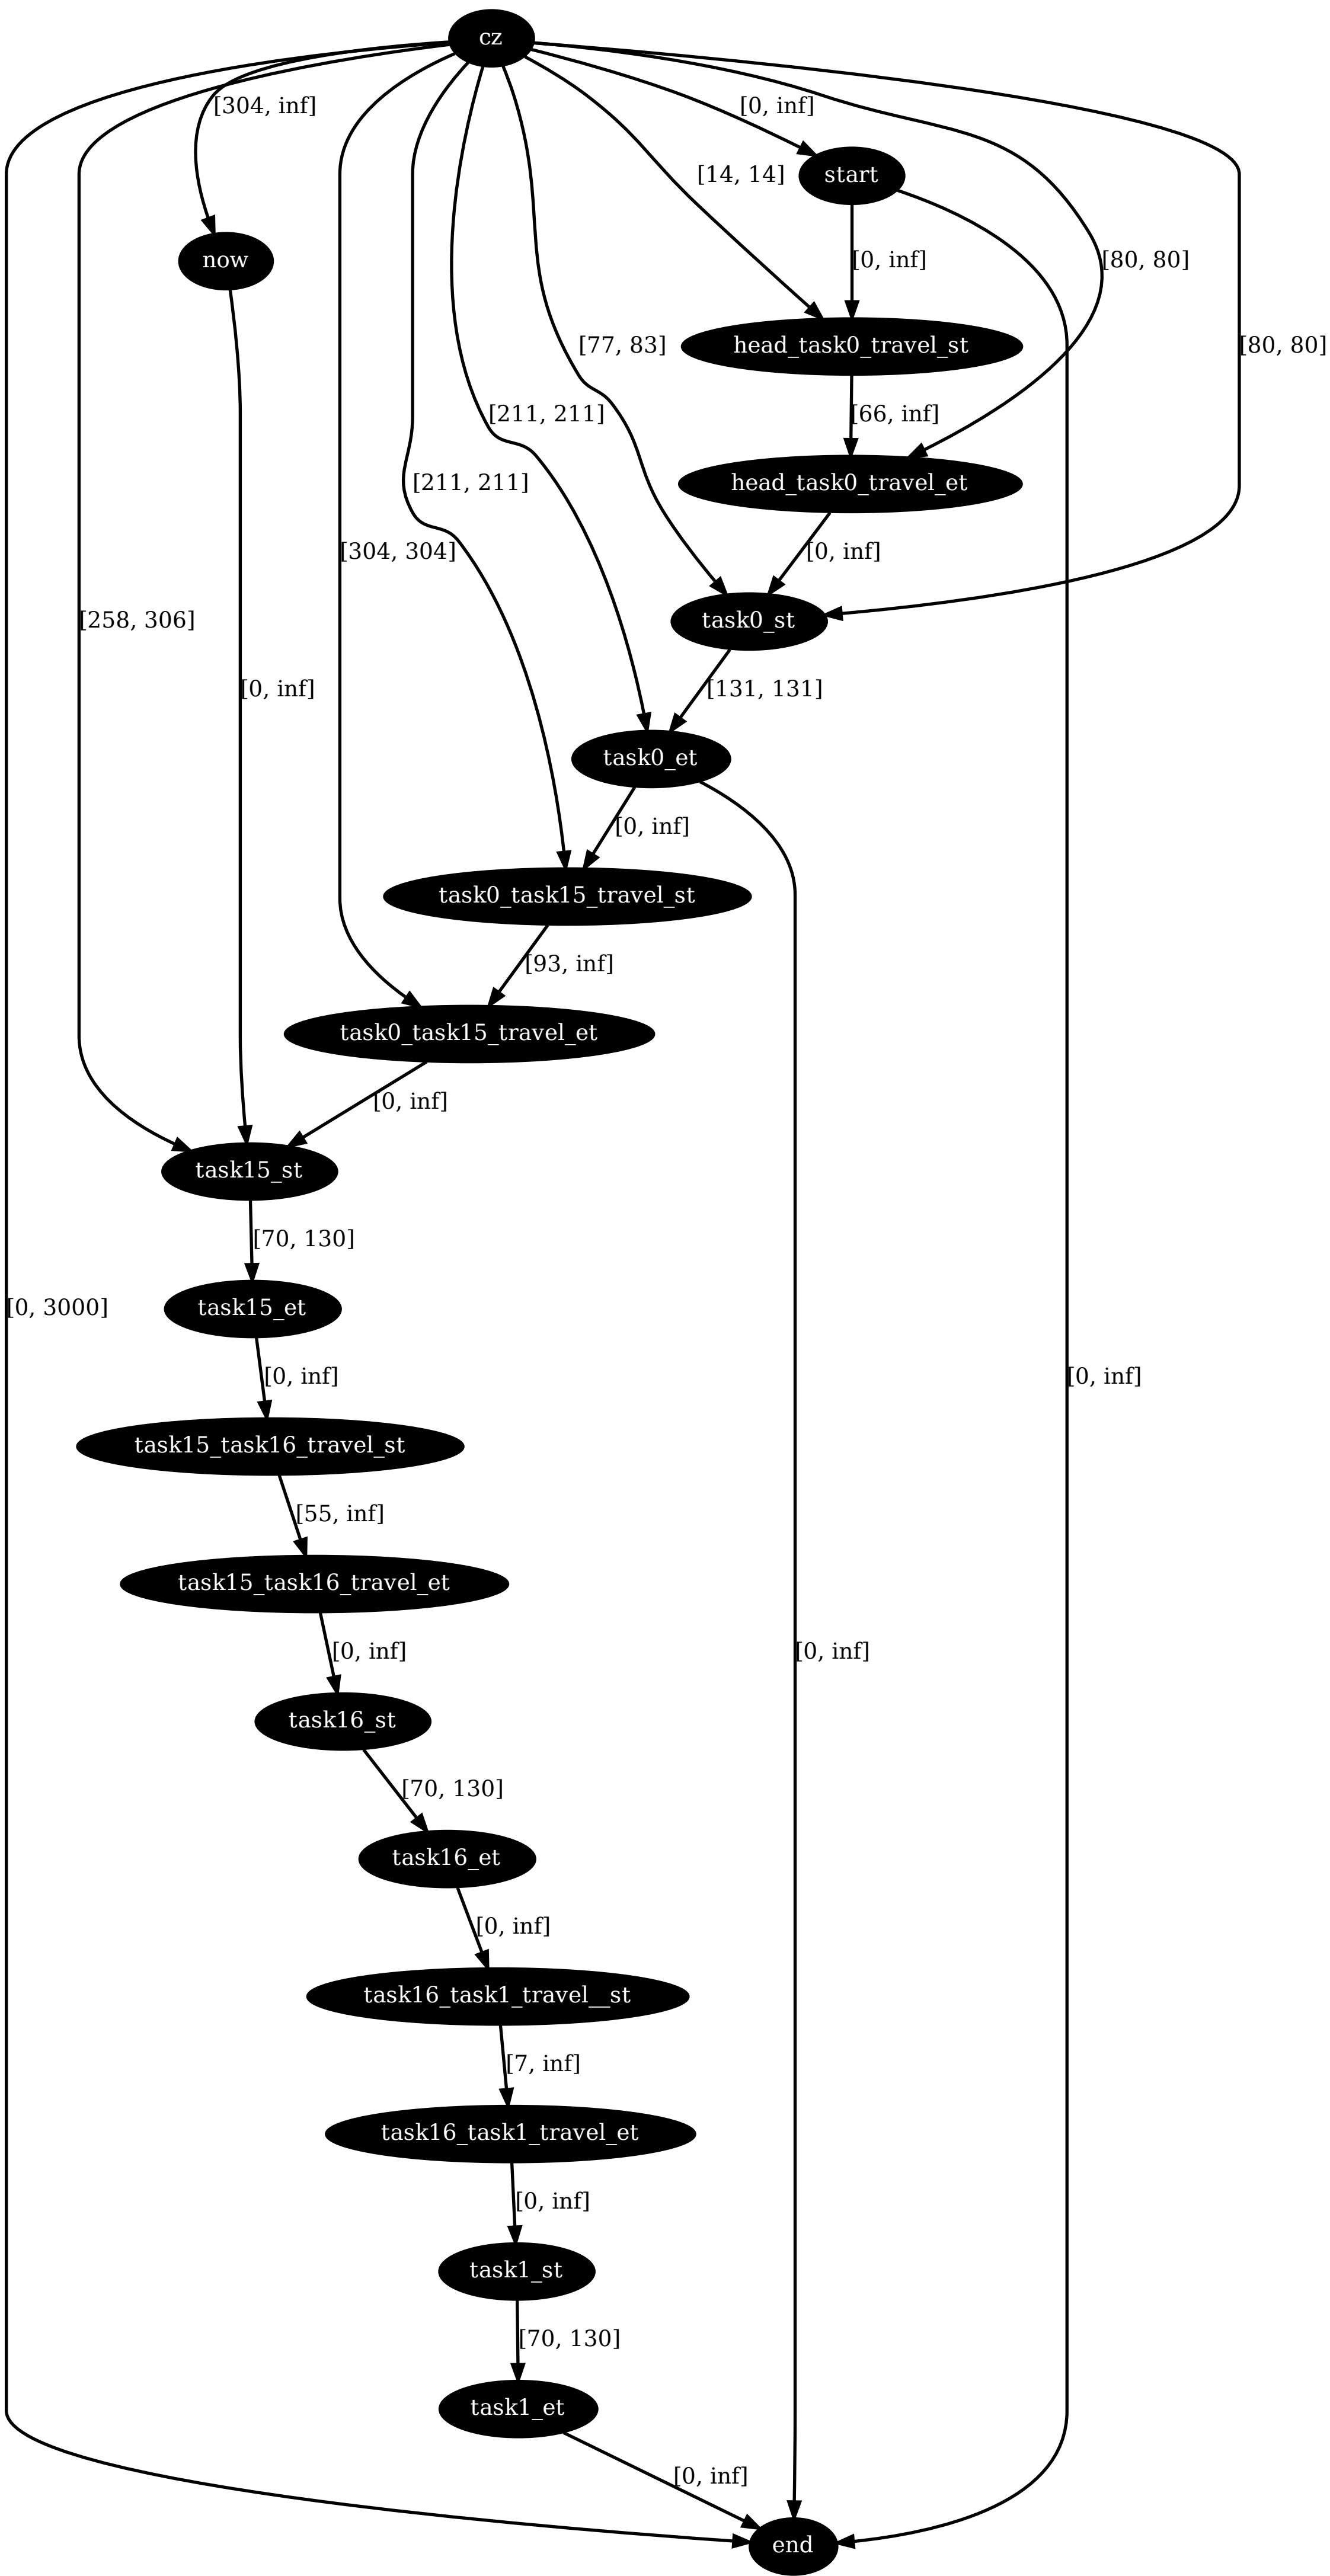 cz
[304, inf]
[0, inf]
[14, 14]
start
now
[0, inf]
[80, 80]
head_task0_travel_st
[77, 83]
[80, 80]
[211, 211]
[66, inf]
[211, 211]
head_task0_travel_et
[304, 304]
[0, inf]
[258, 306]
task0_st
[0, inf]
[131, 131]
task0_et
[0, inf]
task0_task15_travel_st
[93, inf]
task0_task15_travel_et
[0, inf]
task15_st
[70, 130]
[0, 3000]
task15_et
[0, inf]
[0, inf]
task15_task16_travel_st
[55, inf]
task15_task16_travel_et
[0, inf]
[0, inf]
task16_st
[70, 130]
task16_et
[0, inf]
task16_task1_travel__st
[7, inf]
task16_task1_travel_et
[0, inf]
task1_st
[70, 130]
task1_et
[0, inf]
end